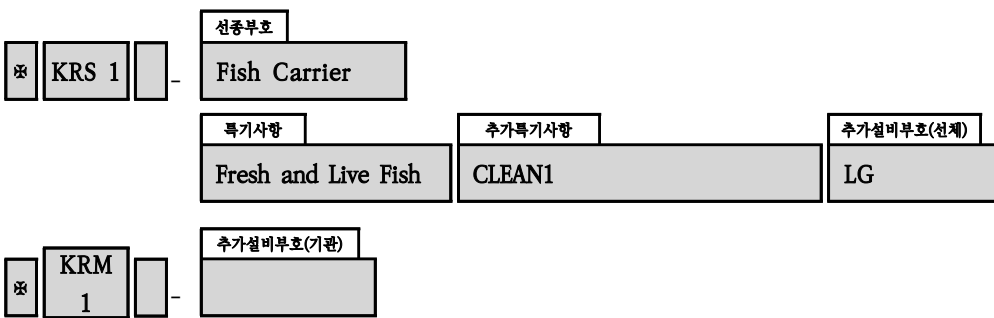 선종부호
✠ KRS 1 - Fish Carrier
특기사항 추가특기사항 추가설비부호(선체)
Fresh and Live Fish CLEAN1 LG
추가설비부호(기관)
✠ KRM 1 -